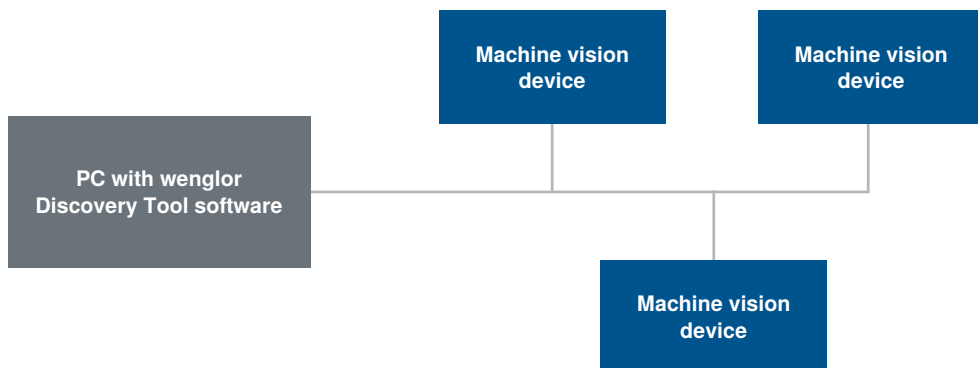 Machine vision
device
Machine vision
device
PC with wenglor
Discovery Tool software
Machine vision
device